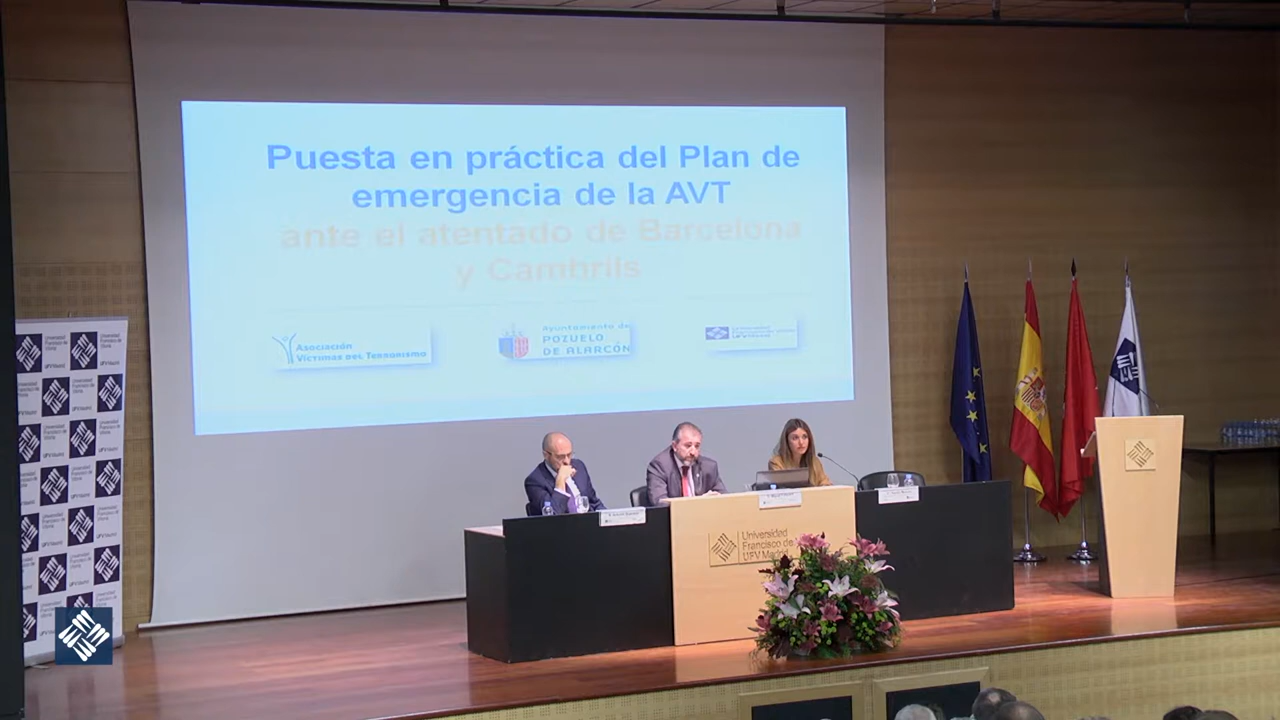 Puesta en práctica del Plan de
emergencia de la AVT
ante el atentado de Barcelona
y Cambrils
Asociación
Víctimas del Terrorismo
Ayuntamiento de
POZUELO
DE ALARCÓN
Universidad
Francisco de
UFV Madrid